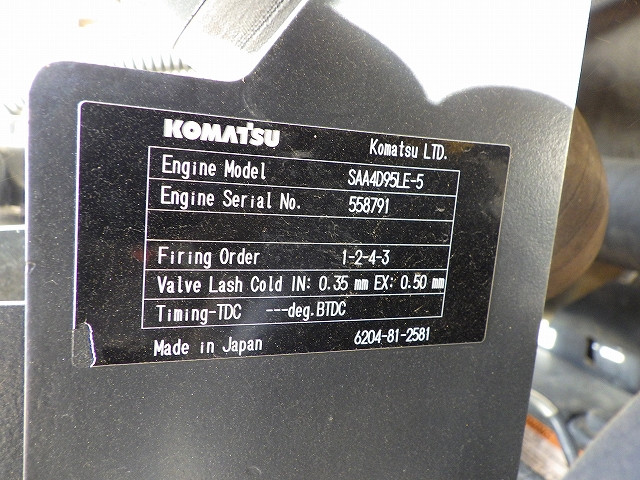 KOMATSU
Komatsu LTD.
Engine Model SAA4D95LE-5
Engine Serial No. 558791
Firing Order 1-2-4-3
Valve Lash Cold IN: 0.35 mm EX: 0.50 mm
Timing-TDC ---deg.BTDC
Made in Japan 6204-81-2581